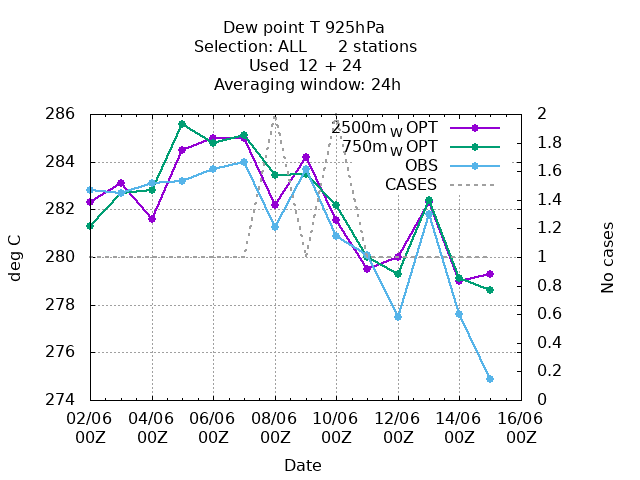 Dew point T 925hPa
Selection: ALL      2 stations
Used  12 + 24
Averaging window: 24h
286 2
2500m w OPT
750m w OPT
OBS
CASES
284
282
280
278
276
274
1.8
1.6
1.4
1.2
1
0.8
0.6
0.4
0.2
0
deg C
No cases
02/06 04/06 06/06 08/06 10/06 12/06 14/06 16/06
00Z 00Z 00Z 00Z 00Z 00Z 00Z 00Z
Date